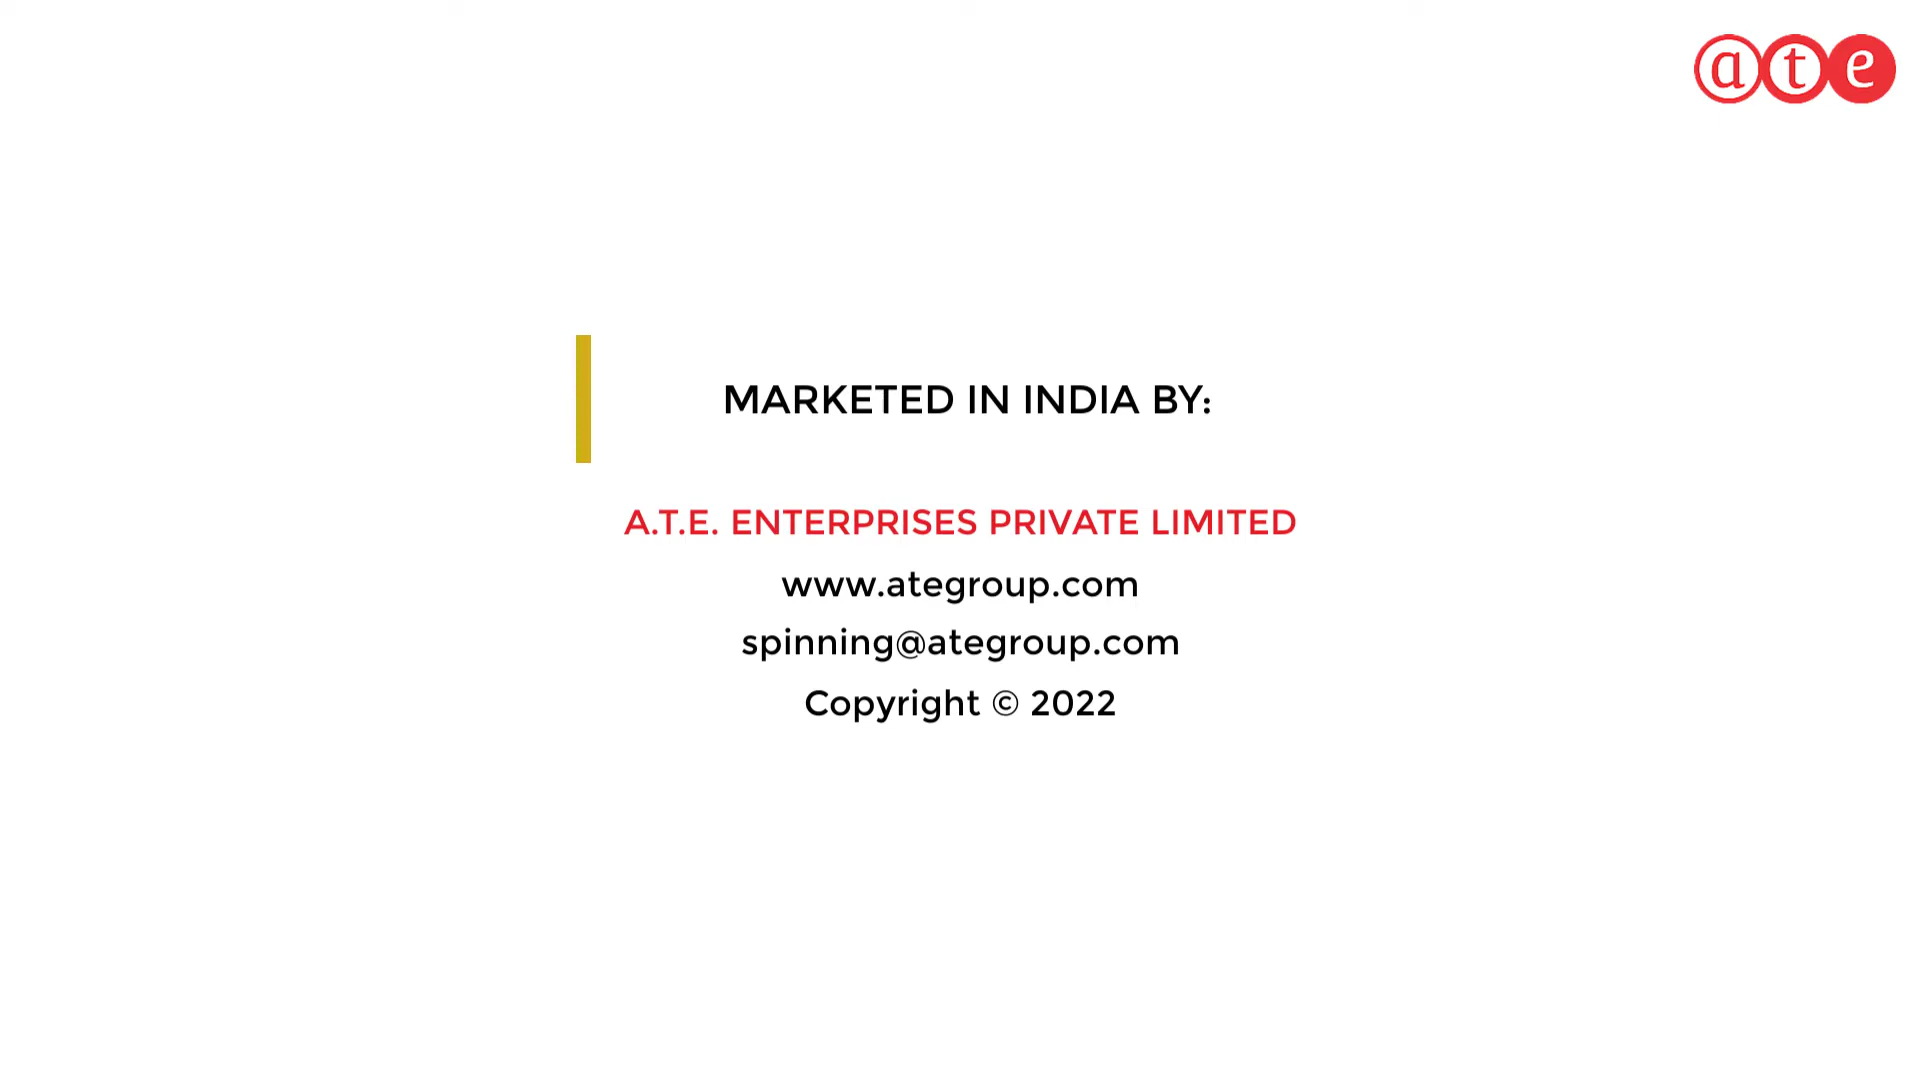 ate
MARKETED IN INDIA BY:
A.T.E. ENTERPRISES PRIVATE LIMITED
www.ategroup.com
spinning@ategroup.com
Copyright © 2022